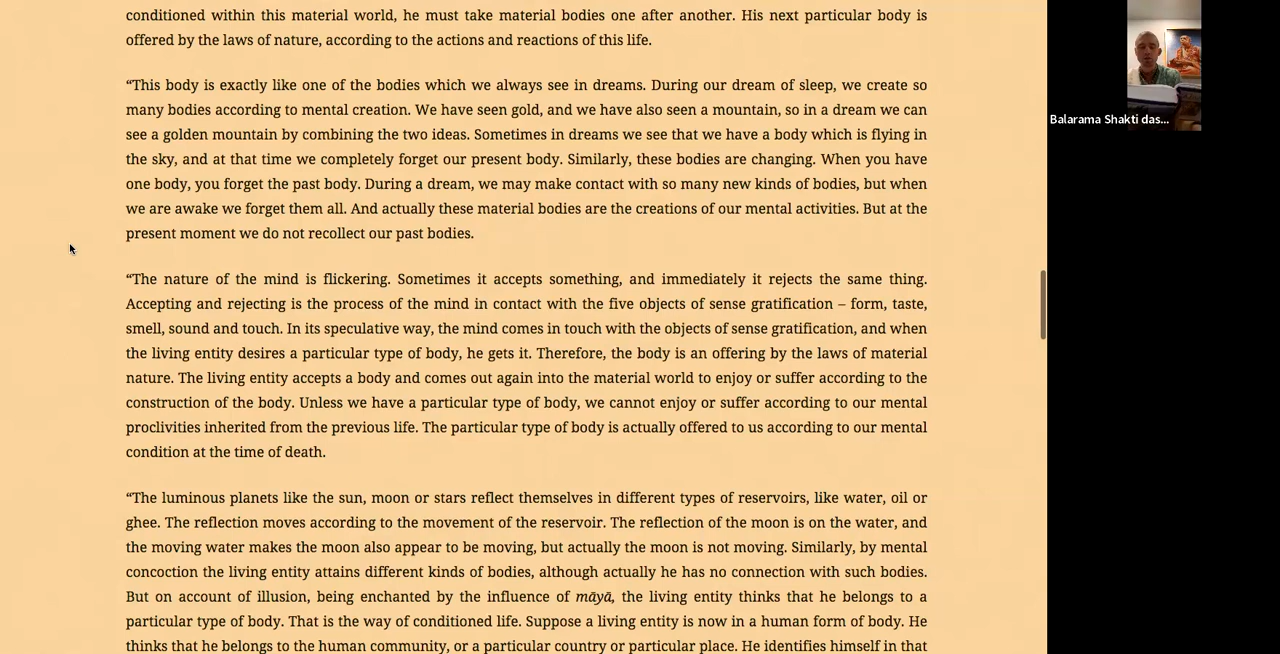 conditioned within this material world, he must take material bodies one after another. His next particular body is
offered by the laws of nature, according to the actions and reactions of this life.
“This body is exactly like one of the bodies which we always see in dreams. During our dream of sleep, we create so
many bodies according to mental creation. We have seen gold, and we have also seen a mountain, so in a dream we can
see a golden mountain by combining the two ideas. Sometimes in dreams we see that we have a body which is flying in
the sky, and at that time we completely forget our present body. Similarly, these bodies are changing. When you have
one body, you forget the past body. During a dream, we may make contact with so many new kinds of bodies, but when
we are awake we forget them all. And actually these material bodies are the creations of our mental activities. But at the
present moment we do not recollect our past bodies.
“The nature of the mind is flickering. Sometimes it accepts something, and immediately it rejects the same thing.
Accepting and rejecting is the process of the mind in contact with the five objects of sense gratification – form, taste,
smell, sound and touch. In its speculative way, the mind comes in touch with the objects of sense gratification, and when
the living entity desires a particular type of body, he gets it. Therefore, the body is an offering by the laws of material
nature. The living entity accepts a body and comes out again into the material world to enjoy or suffer according to the
construction of the body. Unless we have a particular type of body, we cannot enjoy or suffer according to our mental
proclivities inherited from the previous life. The particular type of body is actually offered to us according to our mental
condition at the time of death.
“The luminous planets like the sun, moon or stars reflect themselves in different types of reservoirs, like water, oil or
ghee. The reflection moves according to the movement of the reservoir. The reflection of the moon is on the water, and
the moving water makes the moon also appear to be moving, but actually the moon is not moving. Similarly, by mental
concoction the living entity attains different kinds of bodies, although actually he has no connection with such bodies.
But on account of illusion, being enchanted by the influence of māyā, the living entity thinks that he belongs to a
particular type of body. That is the way of conditioned life. Suppose a living entity is now in a human form of body. He
thinks that he belongs to the human community, or a particular country or particular place. He identifies himself in that
Balarama Shakti das...